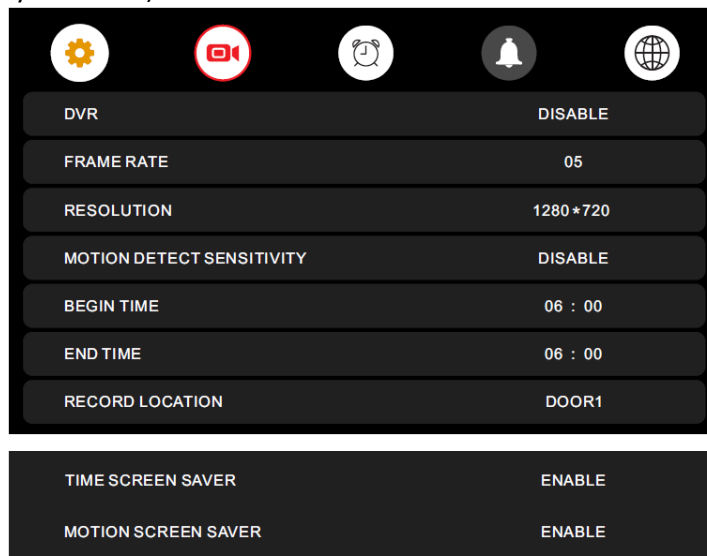 DVR DISABLE
FRAME RATE 05
RESOLUTION 1280*720
MOTION DETECT SENSITIVITY DISABLE
BEGIN TIME 06 : 00
END TIME 06 : 00
RECORD LOCATION DOOR1
TIME SCREEN SAVER ENABLE
MOTION SCREEN SAVER ENABLE